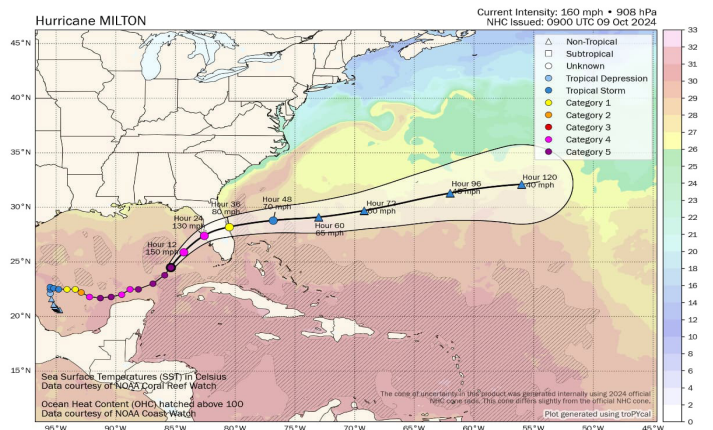 Hurricane MILTON
Current Intensity: 160 mph • 908 hPa
NHC Issued: 0900 UTC 09 Oct 2024
45°N
40°N
35°N
30°N
25°N
20°N
15°N
95°W
90°W
85°W
80°W
75°W
70°W
65°W
60°W
55°W
50°W
45°W
Non-Tropical
Subtropical
Unknown
Tropical Depression
Tropical Storm
Category 1
Category 2
Category 3
Category 4
Category 5
Hour 12
150 mph
Hour 24
130 mph
Hour 36
80 mph
Hour 48
70 mph
Hour 60
65 mph
Hour 72
mph
Hour 96
mph
Hour 120
40 mph
Sea Surface Temperatures (SST) in Celsius
Data courtesy of NOAA Coral Reef Watch
Ocean Heat Content (OHC) hatched above 100
Data courtesy of NOAA CoastWatch
The cone of uncertainty in this product was generated internally using 2024 official
NHC cone radii. This cone differs slightly from the official NHC cone.
Plot generated using troPYcal
33
32
31
30
29
28
27
26
25
24
22
20
18
16
14
12
10
8
6
4
2
0